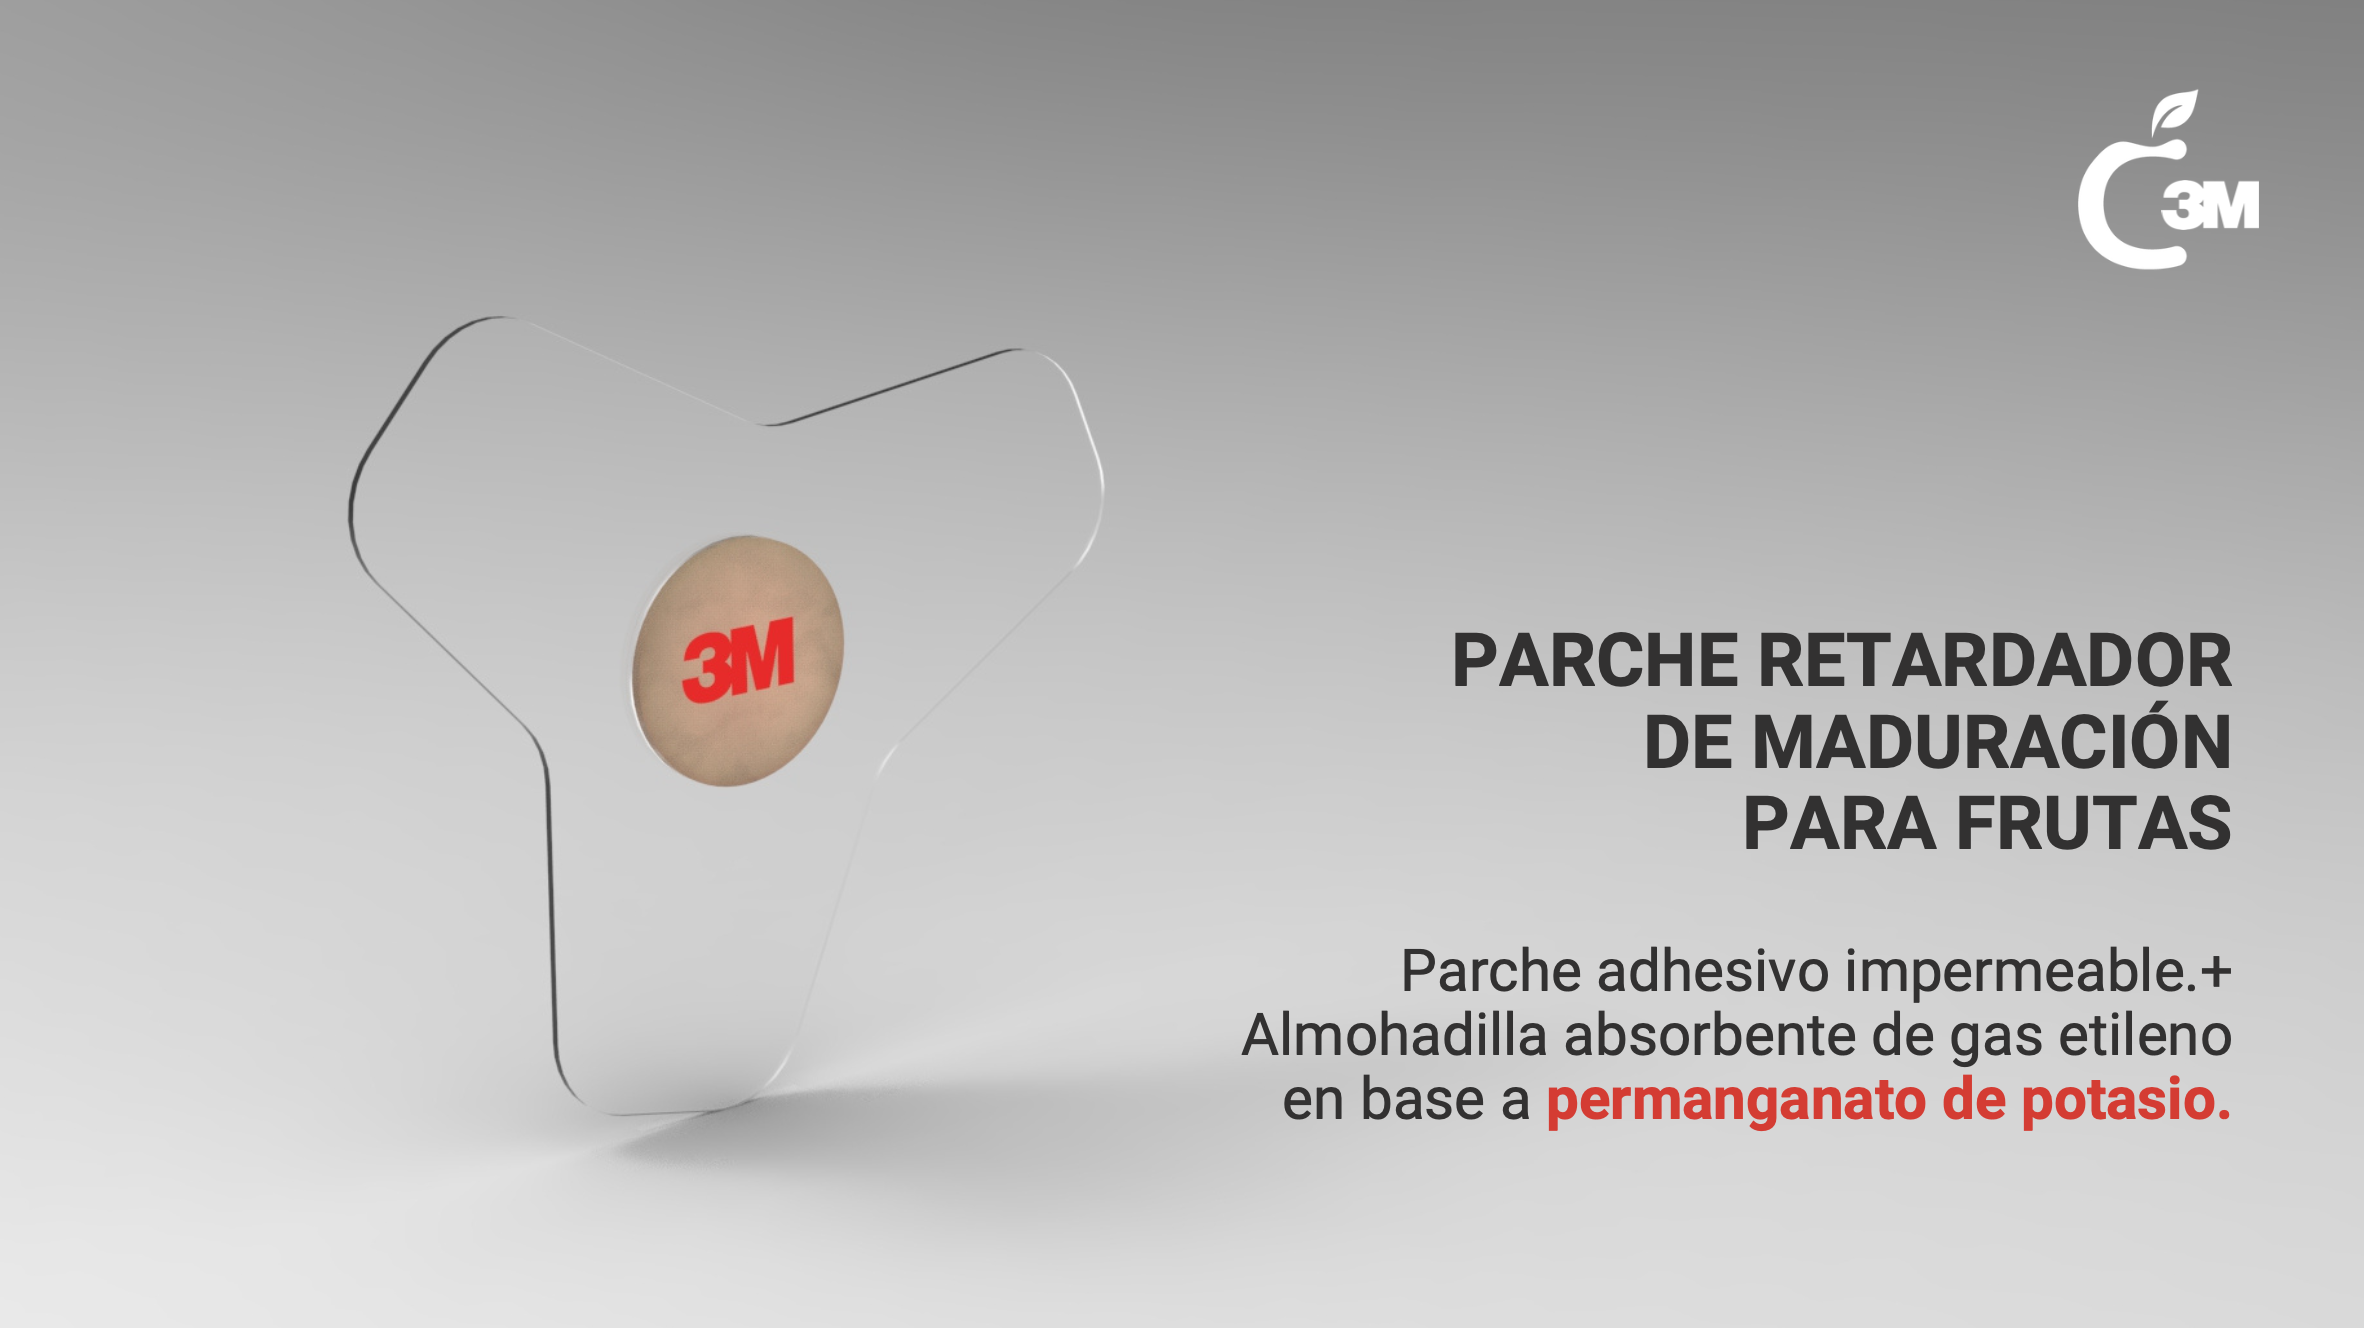 3M
3M
PARCHE RETARDADOR
DE MADURACIÓN
PARA FRUTAS
Parche adhesivo impermeable.+
Almohadilla absorbente de gas etileno
en base a permanganato de potasio.